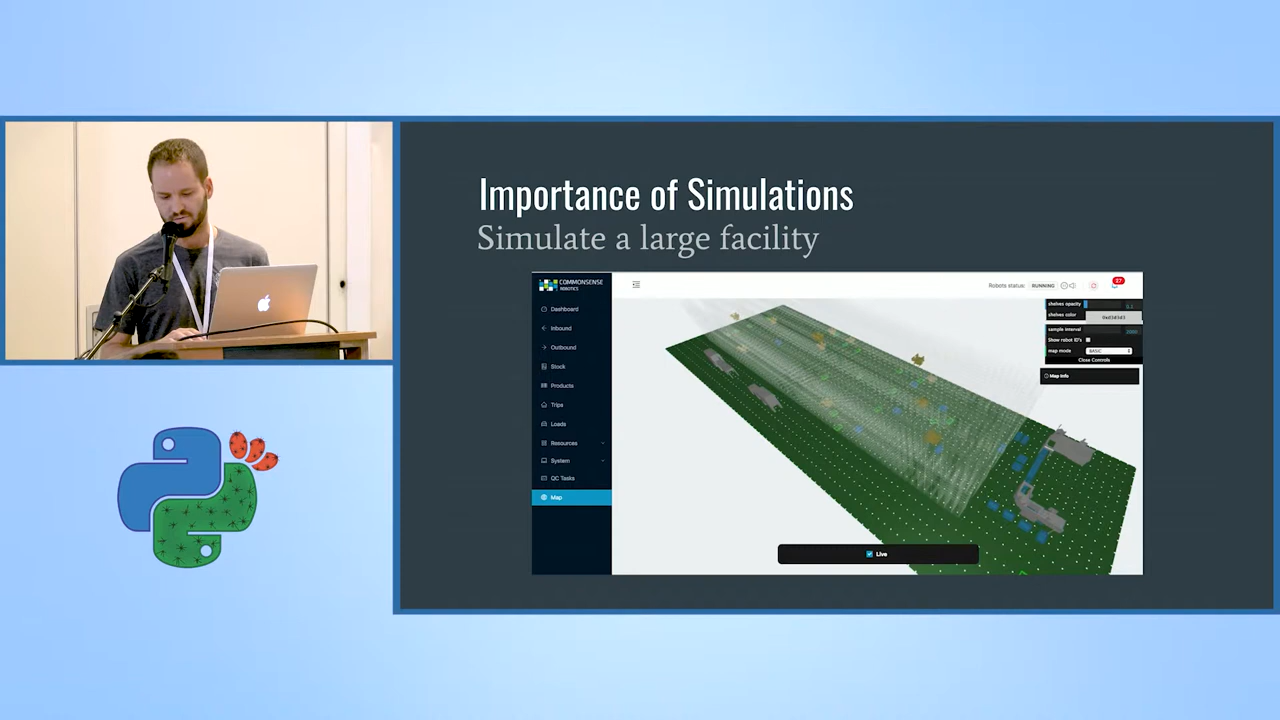 Importance of Simulations
Simulate a large facility
COMMONSENSE
ROBOTICS
Robots status: RUNNING
27
Dashboard
Inbound
Outbound
Stock
Products
Trips
Loads
Resources
System
QC Tasks
Map
shelves opacity
shelves color
sample interval
2000
Show robot ID's
map mode BASIC
Close Controls
Map Info
Live